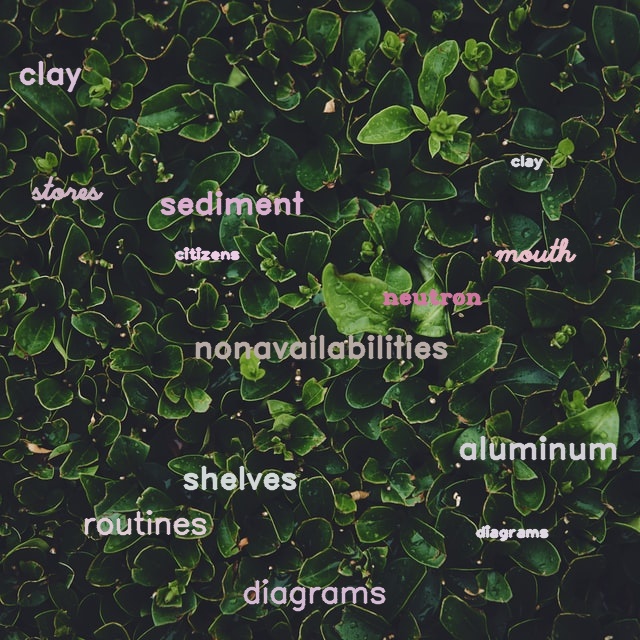 clay
clay
stores
sediment
citizens
mouth
neutron
nonavailabilities
aluminum
shelves
routines
diagrams
diagrams